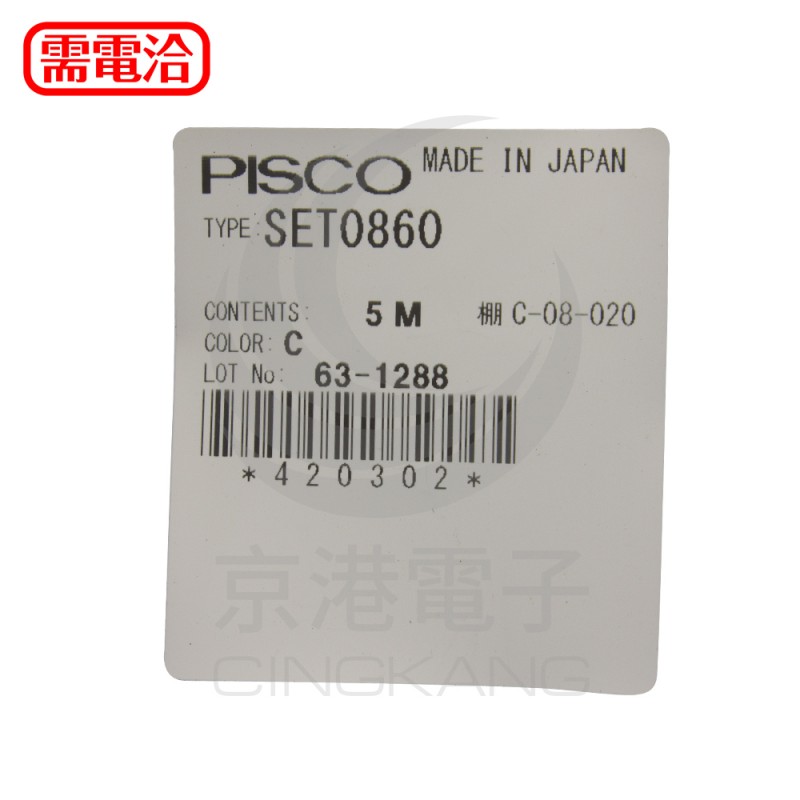 需電洽
PISCO MADE IN JAPAN
TYPE: SET0860
CONTENTS: 5 M 棚 C-08-020
COLOR: C
LOT No: 63-1288
*420302*
京港電子
CINGKANG